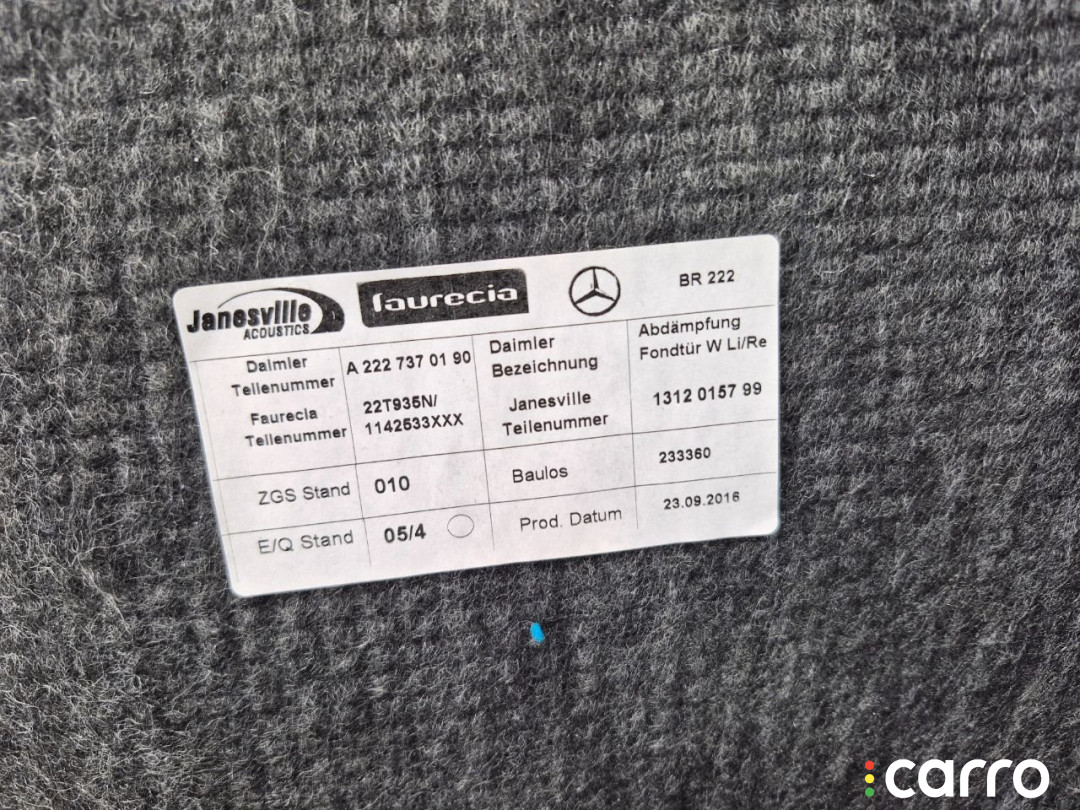 Janesville
ACOUSTICS
faurecia
BR 222
Daimler
Teilenummer
A 222 737 01 90
Daimler
Bezeichnung
Abdämpfung
Fondtür W Li/Re
Faurecia
Teilenummer
22T935N/
1142533XXX
Janesville
Teilenummer
1312 0157 99
ZGS Stand
010
Baulos
233360
E/Q Stand
05/4
Prod. Datum
23.09.2016
carro